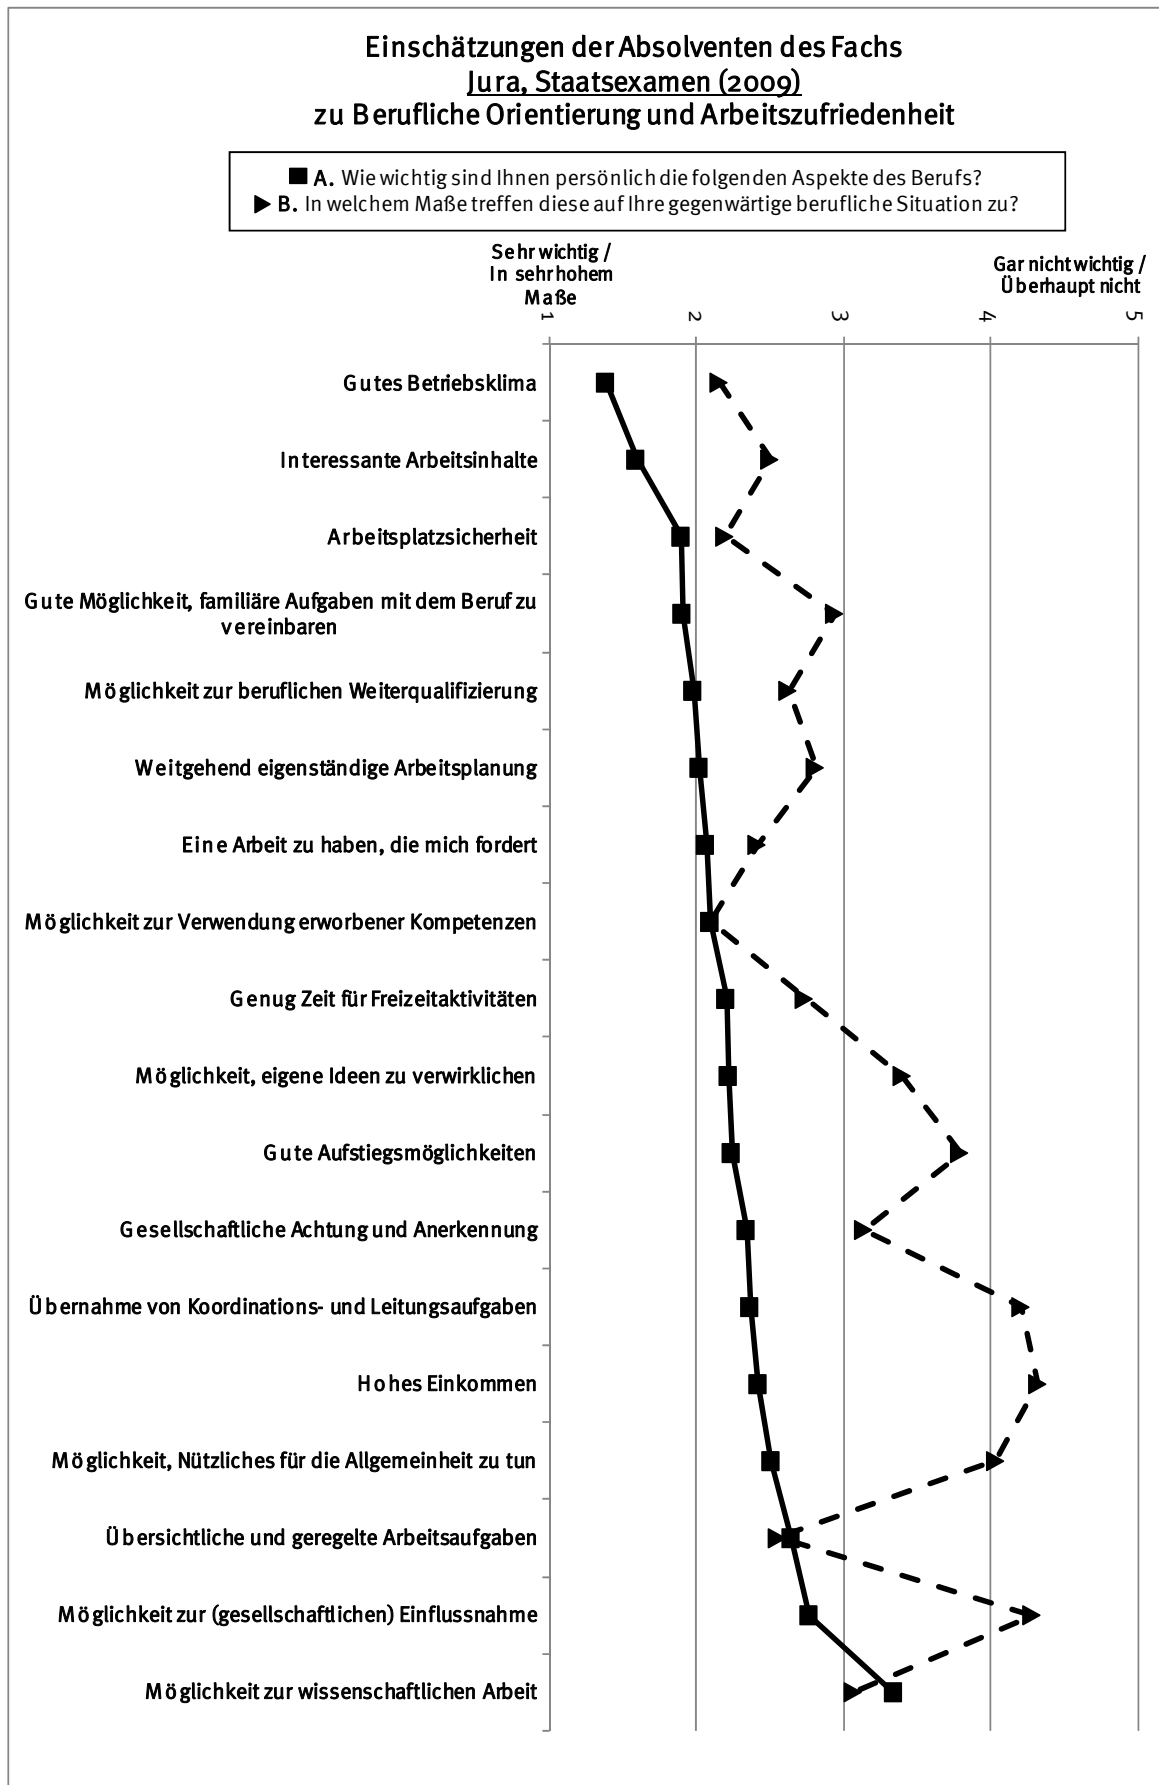 Einschätzungen der Absolventen des Fachs
Jura, Staatsexamen (2009)
zu Berufliche Orientierung und Arbeitszufriedenheit
A. Wie wichtig sind Ihnen persönlich die folgenden Aspekte des Berufs?
B. In welchem Maße treffen diese auf Ihre gegenwärtige berufliche Situation zu?
Sehr wichtig /
In sehr hohem
Maße
Gar nicht wichtig /
Überhaupt nicht
1 2 3 4 5
Gutes Betriebsklima
Interessante Arbeitsinhalte
Arbeitsplatzsicherheit
Gute Möglichkeit, familiäre Aufgaben mit dem Beruf zu
vereinbaren
Möglichkeit zur beruflichen Weiterqualifizierung
Weitgehend eigenständige Arbeitsplanung
Eine Arbeit zu haben, die mich fordert
Möglichkeit zur Verwendung erworbener Kompetenzen
Genug Zeit für Freizeitaktivitäten
Möglichkeit, eigene Ideen zu verwirklichen
Gute Aufstiegsmöglichkeiten
Gesellschaftliche Achtung und Anerkennung
Übernahme von Koordinations- und Leitungsaufgaben
Hohes Einkommen
Möglichkeit, Nützliches für die Allgemeinheit zu tun
Übersichtliche und geregelte Arbeitsaufgaben
Möglichkeit zur (gesellschaftlichen) Einflussnahme
Möglichkeit zur wissenschaftlichen Arbeit